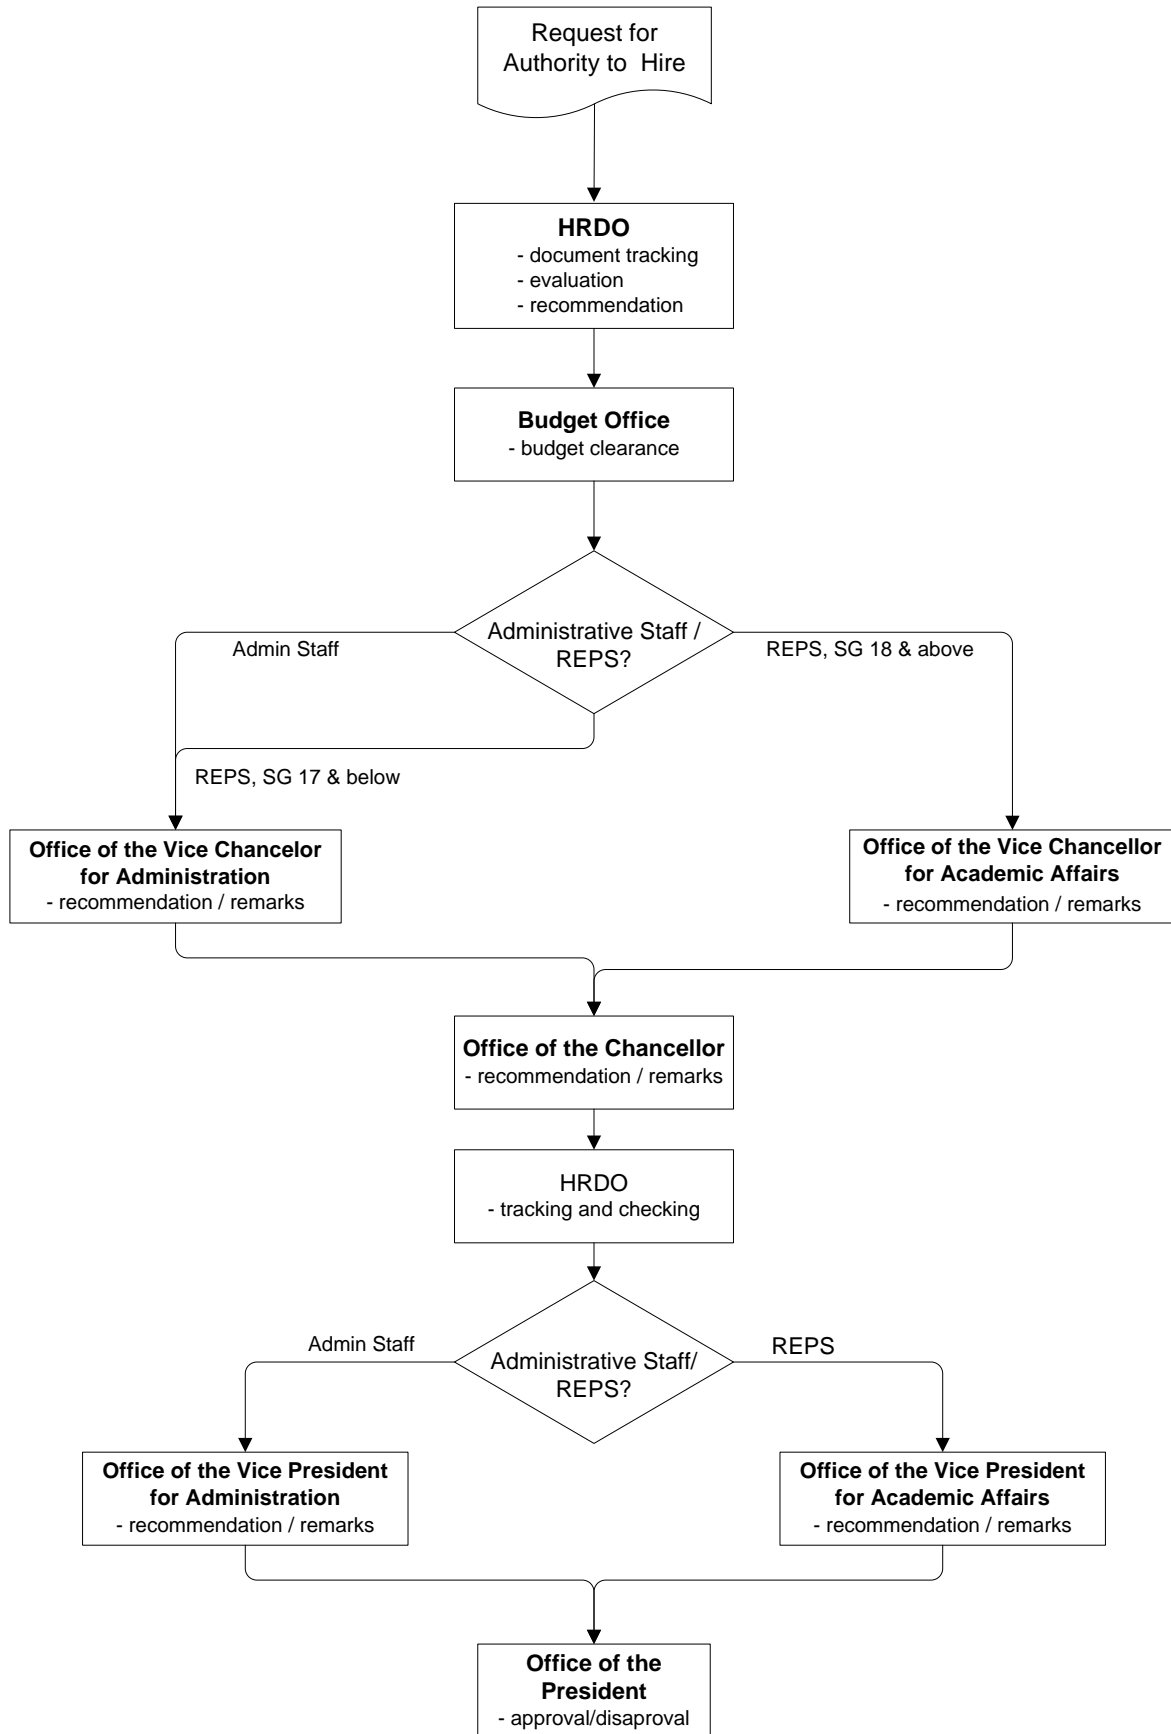 Request for
Authority to Hire
HRDO
- document tracking
- evaluation
- recommendation
Budget Office
- budget clearance
Administrative Staff /
REPS?
Admin Staff
REPS, SG 18 & above
REPS, SG 17 & below
Office of the Vice Chancelor
for Administration
- recommendation / remarks
Office of the Vice Chancellor
for Academic Affairs
- recommendation / remarks
Office of the Chancellor
- recommendation / remarks
HRDO
- tracking and checking
Administrative Staff/
REPS?
Admin Staff
REPS
Office of the Vice President
for Administration
- recommendation / remarks
Office of the Vice President
for Academic Affairs
- recommendation / remarks
Office of the
President
- approval/disaproval